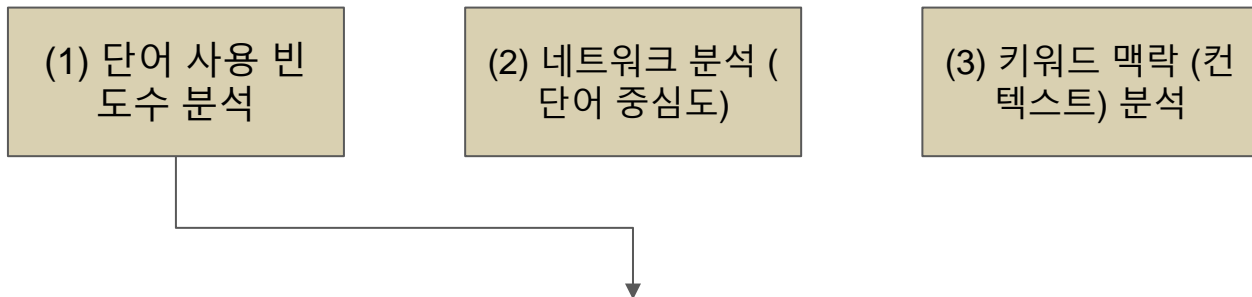 (1) 단어 사용 빈
도수 분석
(2) 네트워크 분석 (
단어 중심도)
(3) 키워드 맥락 (컨
텍스트) 분석